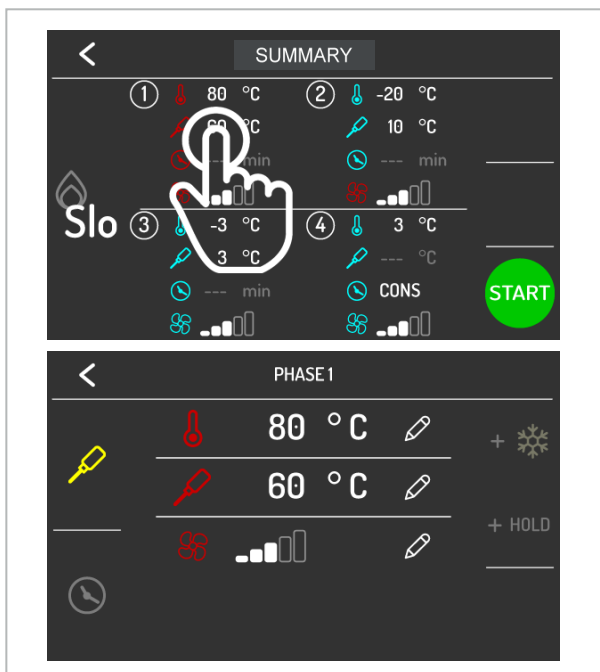 SUMMARY
1 80 °C 2 -20 °C
60 °C 10 °C
--- min --- min
Slo
3 -3 °C 4 3 °C
3 °C --- °C
--- min CONS
START
PHASE 1
80 °C
+
60 °C
+ HOLD